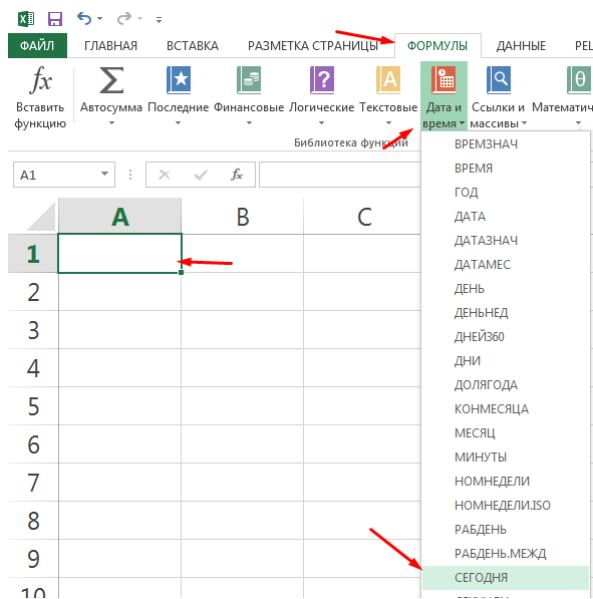 ФАЙЛ ГЛАВНАЯ ВСТАВКА РАЗМЕТКА СТРАНИЦЫ ФОРМУЛЫ ДАННЫЕ РЕЦ
fx Σ ? A θ
Вставить Автосумма Последние Финансовые Логические Текстовые Дата и Ссылки и Математич
функцию время массивы
Библиотека функций
A1 fx
A B C
1
2
3
4
5
6
7
8
9
10
ВРЕМЗНАЧ
ВРЕМЯ
ГОД
ДАТА
ДАТАЗНАЧ
ДАТАМЕС
ДЕНЬ
ДЕНЬНЕД
ДНЕЙ360
ДНИ
ДОЛЯГОДА
КОНМЕСЯЦА
МЕСЯЦ
МИНУТЫ
НОМНЕДЕЛИ
НОМНЕДЕЛИ.ISO
РАБДЕНЬ
РАБДЕНЬ.МЕЖД
СЕГОДНЯ